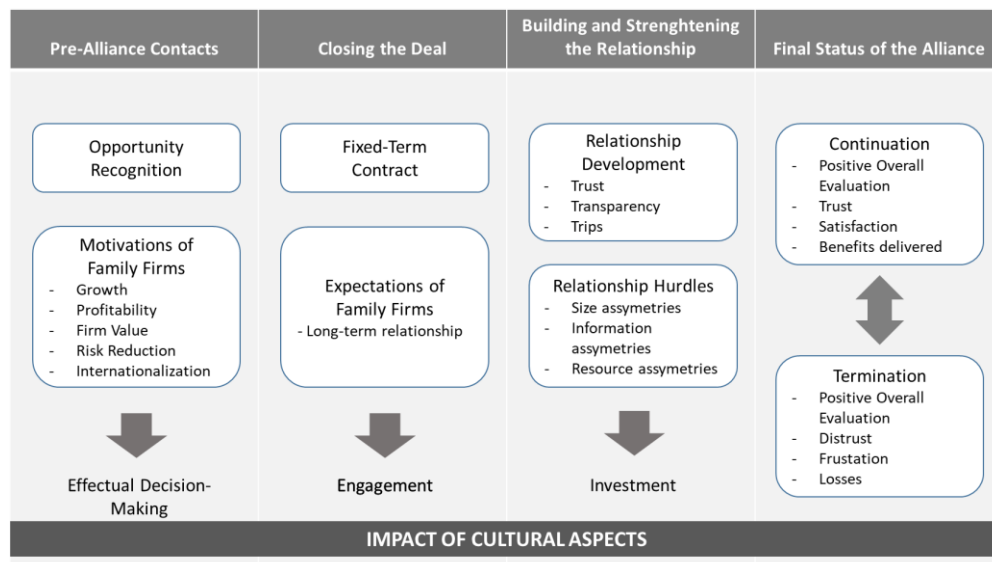 Pre-Alliance Contacts
Closing the Deal
Building and Strenghtening
the Relationship
Final Status of the Alliance
Opportunity
Recognition
Motivations of
Family Firms
- Growth
- Profitability
- Firm Value
- Risk Reduction
- Internationalization
Effectual Decision-
Making
Fixed-Term
Contract
Expectations of
Family Firms
- Long-term relationship
Engagement
Relationship
Development
- Trust
- Transparency
- Trips
Relationship Hurdles
- Size assymetries
- Information
assymetries
- Resource assymetries
Investment
Continuation
- Positive Overall
Evaluation
- Trust
- Satisfaction
- Benefits delivered
Termination
- Positive Overall
Evaluation
- Distrust
- Frustation
- Losses
IMPACT OF CULTURAL ASPECTS